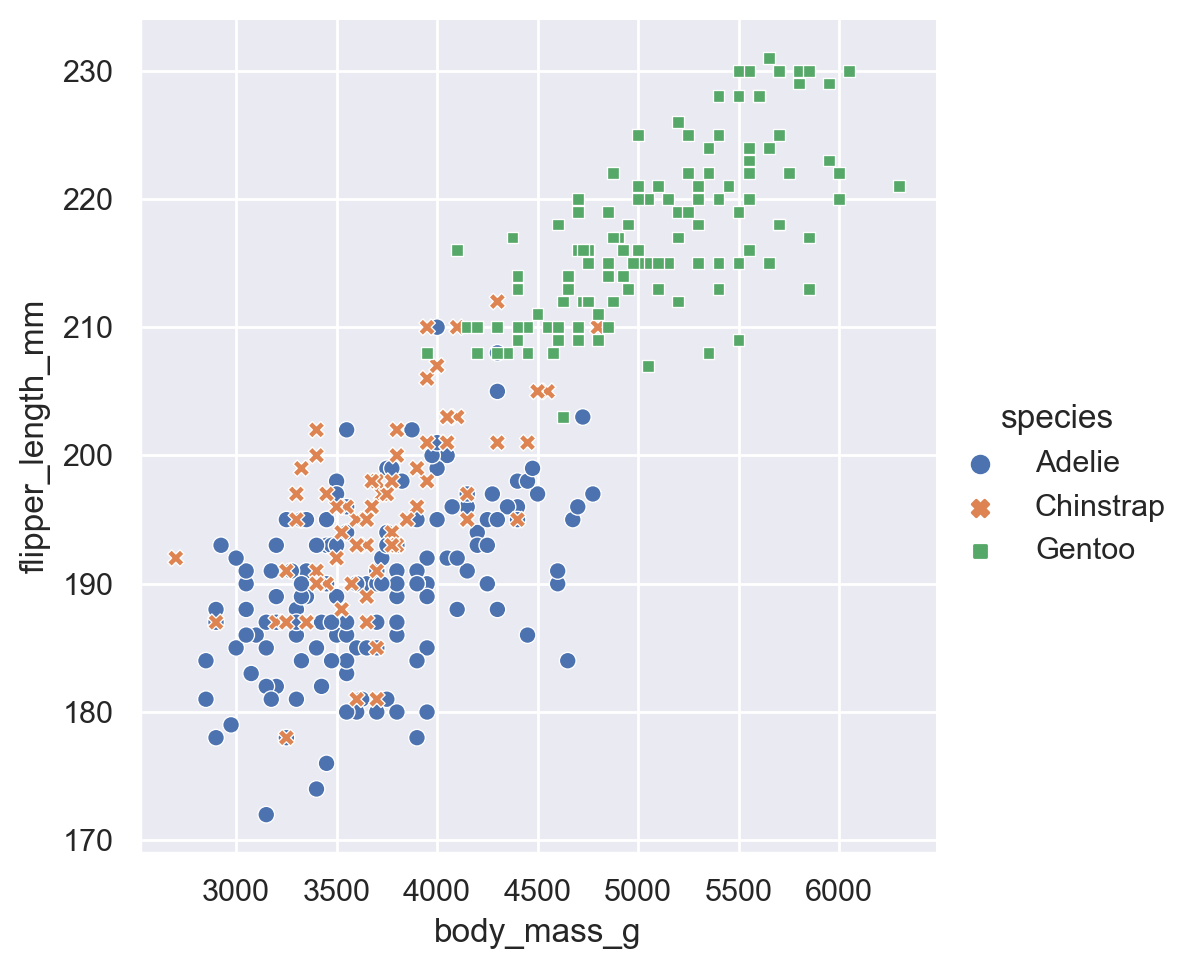 230
220
210
200
190
180
170
flipper_length_mm
3000 3500 4000 4500 5000 5500 6000
body_mass_g
species
Adelie
Chinstrap
Gentoo